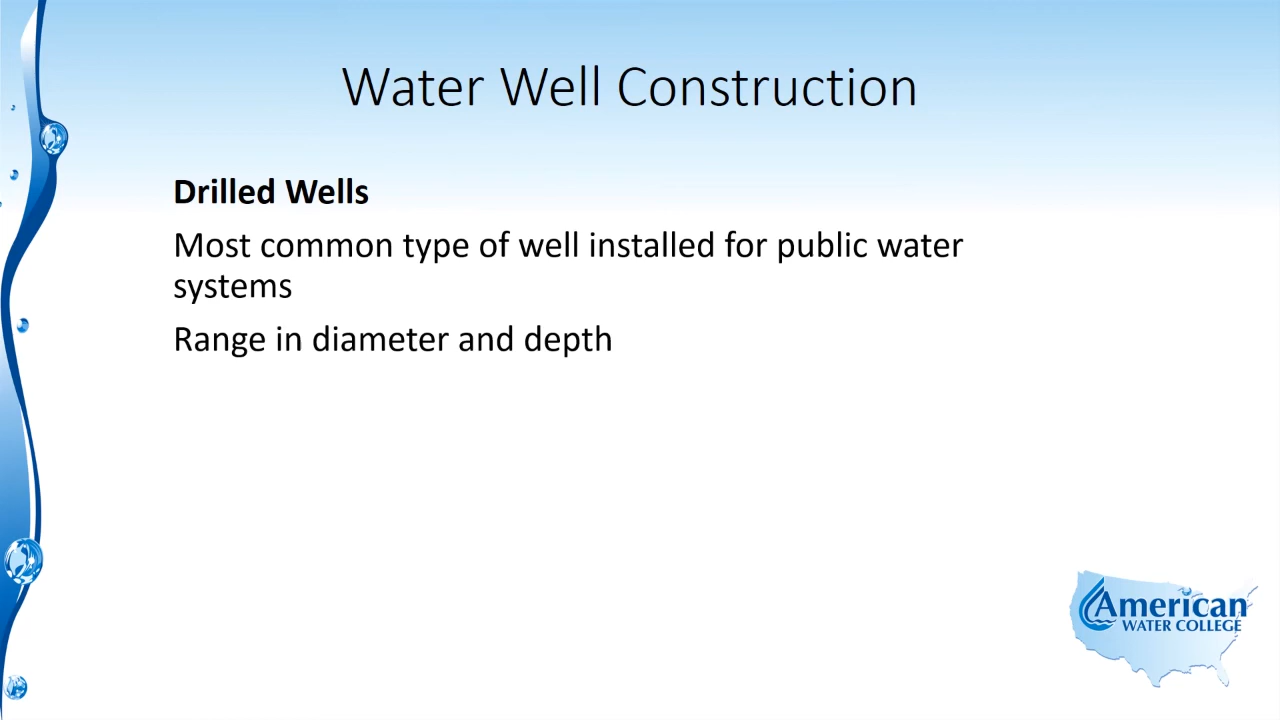 Water Well Construction
Drilled Wells
Most common type of well installed for public water
systems
Range in diameter and depth
American
WATER COLLEGE